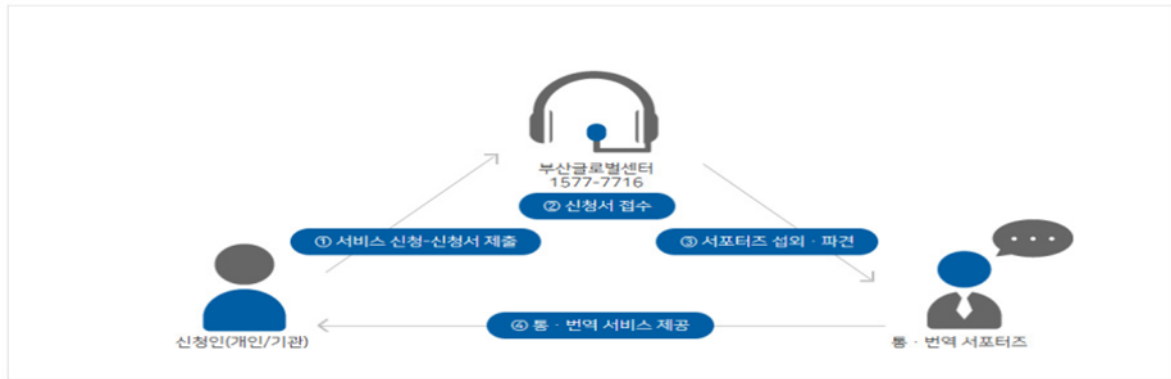 부산글로벌센터
1577-7716
② 신청서 접수
① 서비스 신청-신청서 제출
③ 서포터즈 섭외 · 파견
④ 통 · 번역 서비스 제공
신청인(개인/기관)
통 · 번역 서포터즈